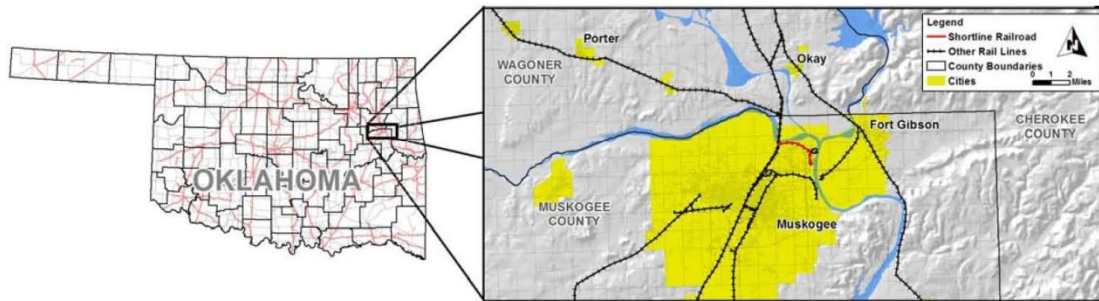 OKLAHOMA
Porter
WAGONER
COUNTY
Okay
Fort Gibson
CHEROKEE
COUNTY
MUSKOGEE
COUNTY
Muskogee
Legend
Shortline Railroad
Other Rail Lines
County Boundaries
Cities
N
0 1 2
Miles